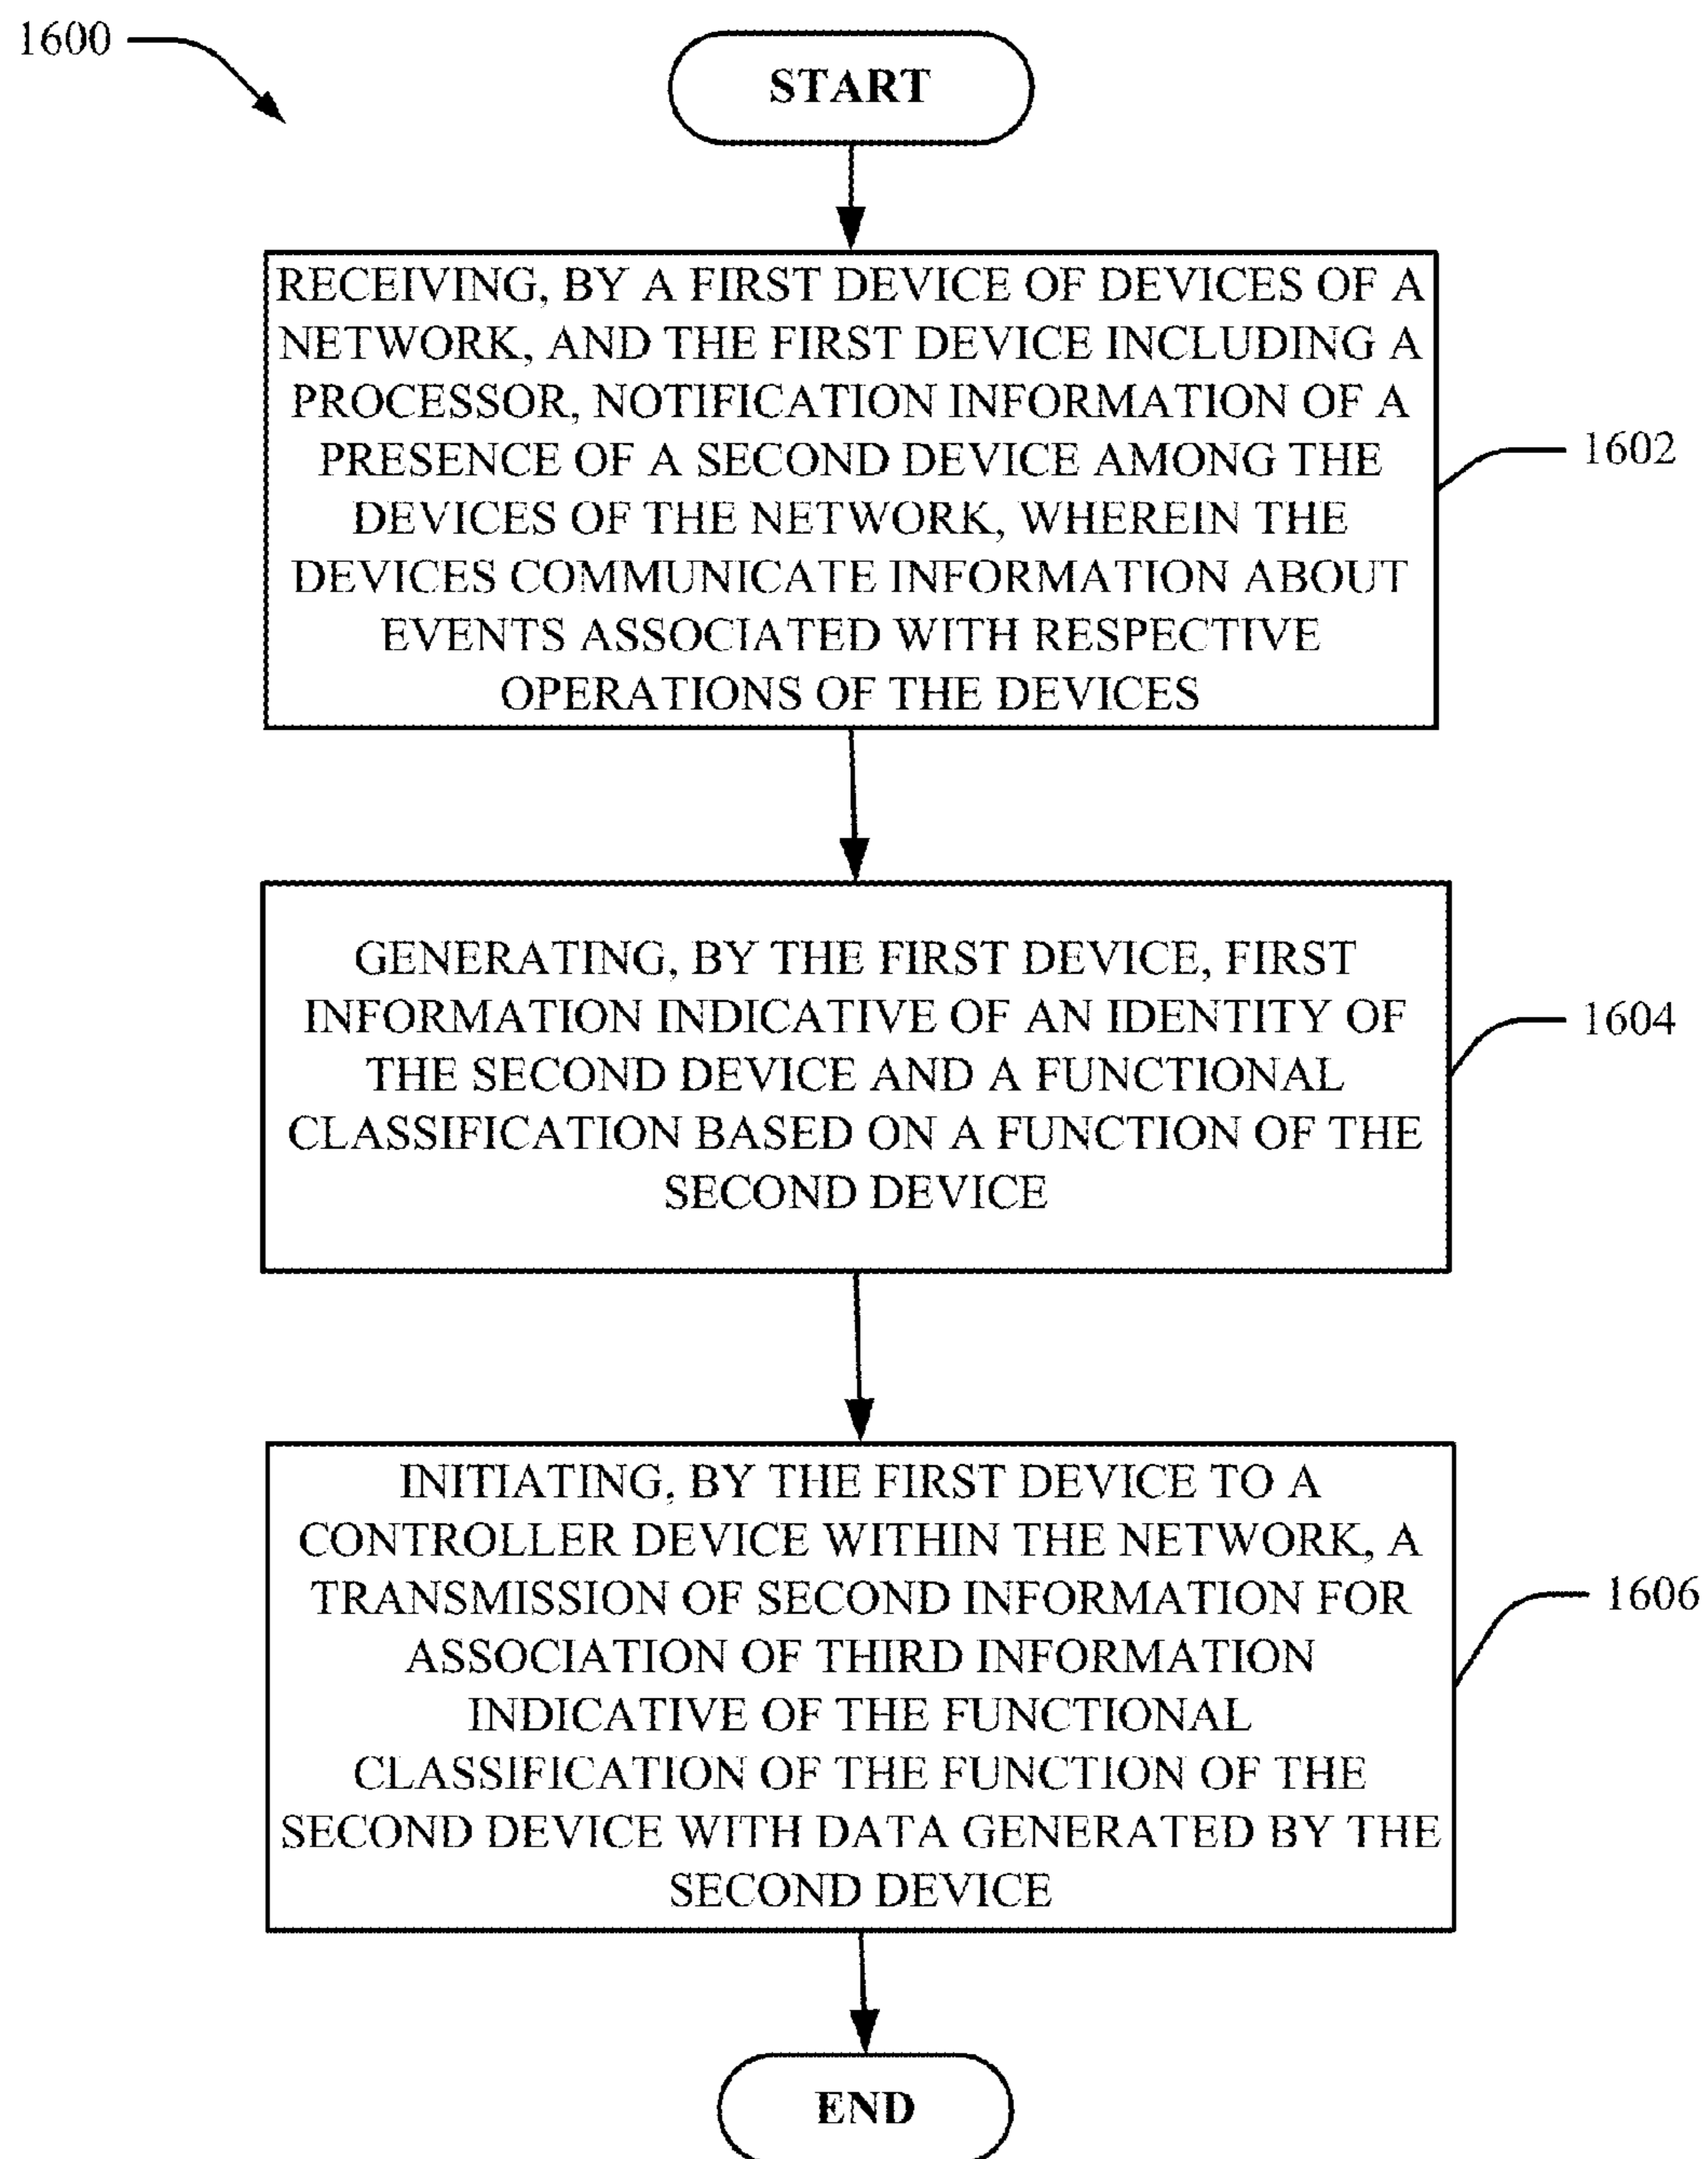 1600
START
RECEIVING, BY A FIRST DEVICE OF DEVICES OF A
NETWORK, AND THE FIRST DEVICE INCLUDING A
PROCESSOR, NOTIFICATION INFORMATION OF A
PRESENCE OF A SECOND DEVICE AMONG THE
DEVICES OF THE NETWORK, WHEREIN THE
DEVICES COMMUNICATE INFORMATION ABOUT
EVENTS ASSOCIATED WITH RESPECTIVE
OPERATIONS OF THE DEVICES
1602
GENERATING, BY THE FIRST DEVICE, FIRST
INFORMATION INDICATIVE OF AN IDENTITY OF
THE SECOND DEVICE AND A FUNCTIONAL
CLASSIFICATION BASED ON A FUNCTION OF THE
SECOND DEVICE
1604
INITIATING, BY THE FIRST DEVICE TO A
CONTROLLER DEVICE WITHIN THE NETWORK, A
TRANSMISSION OF SECOND INFORMATION FOR
ASSOCIATION OF THIRD INFORMATION
INDICATIVE OF THE FUNCTIONAL
CLASSIFICATION OF THE FUNCTION OF THE
SECOND DEVICE WITH DATA GENERATED BY THE
SECOND DEVICE
1606
END